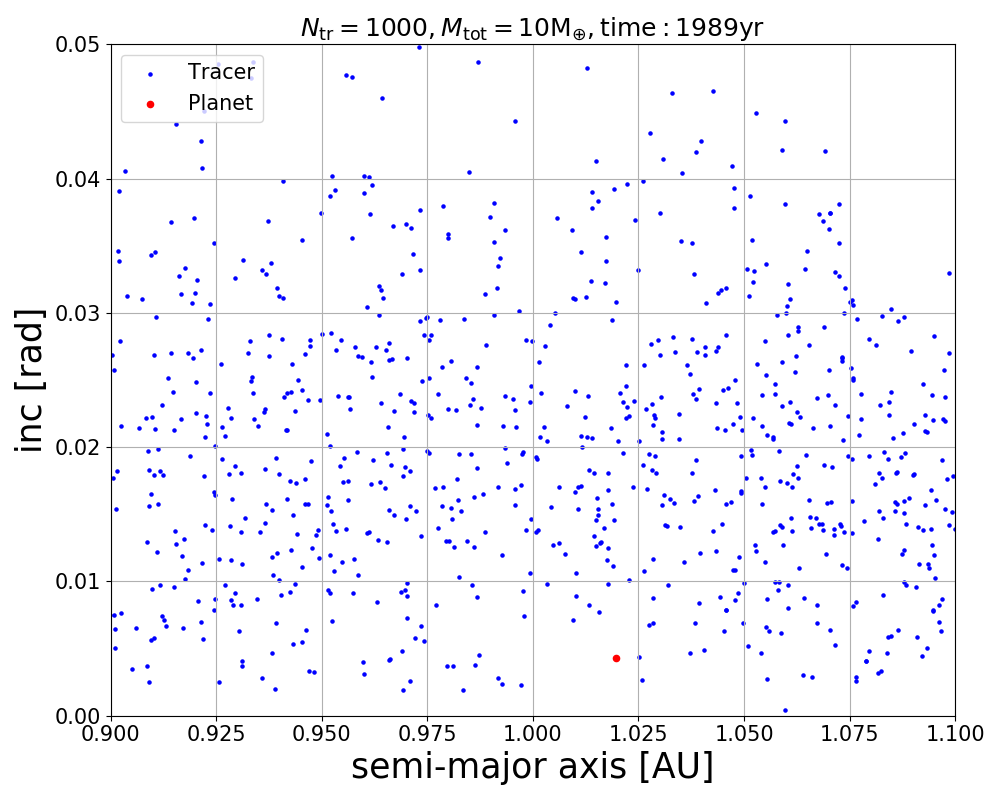 N_tr = 1000, M_tot = 10M_⊕, time : 1989yr
Tracer
Planet
0.05
0.04
0.03
0.02
0.01
0.00
inc [rad]
0.900 0.925 0.950 0.975 1.000 1.025 1.050 1.075 1.100
semi-major axis [AU]